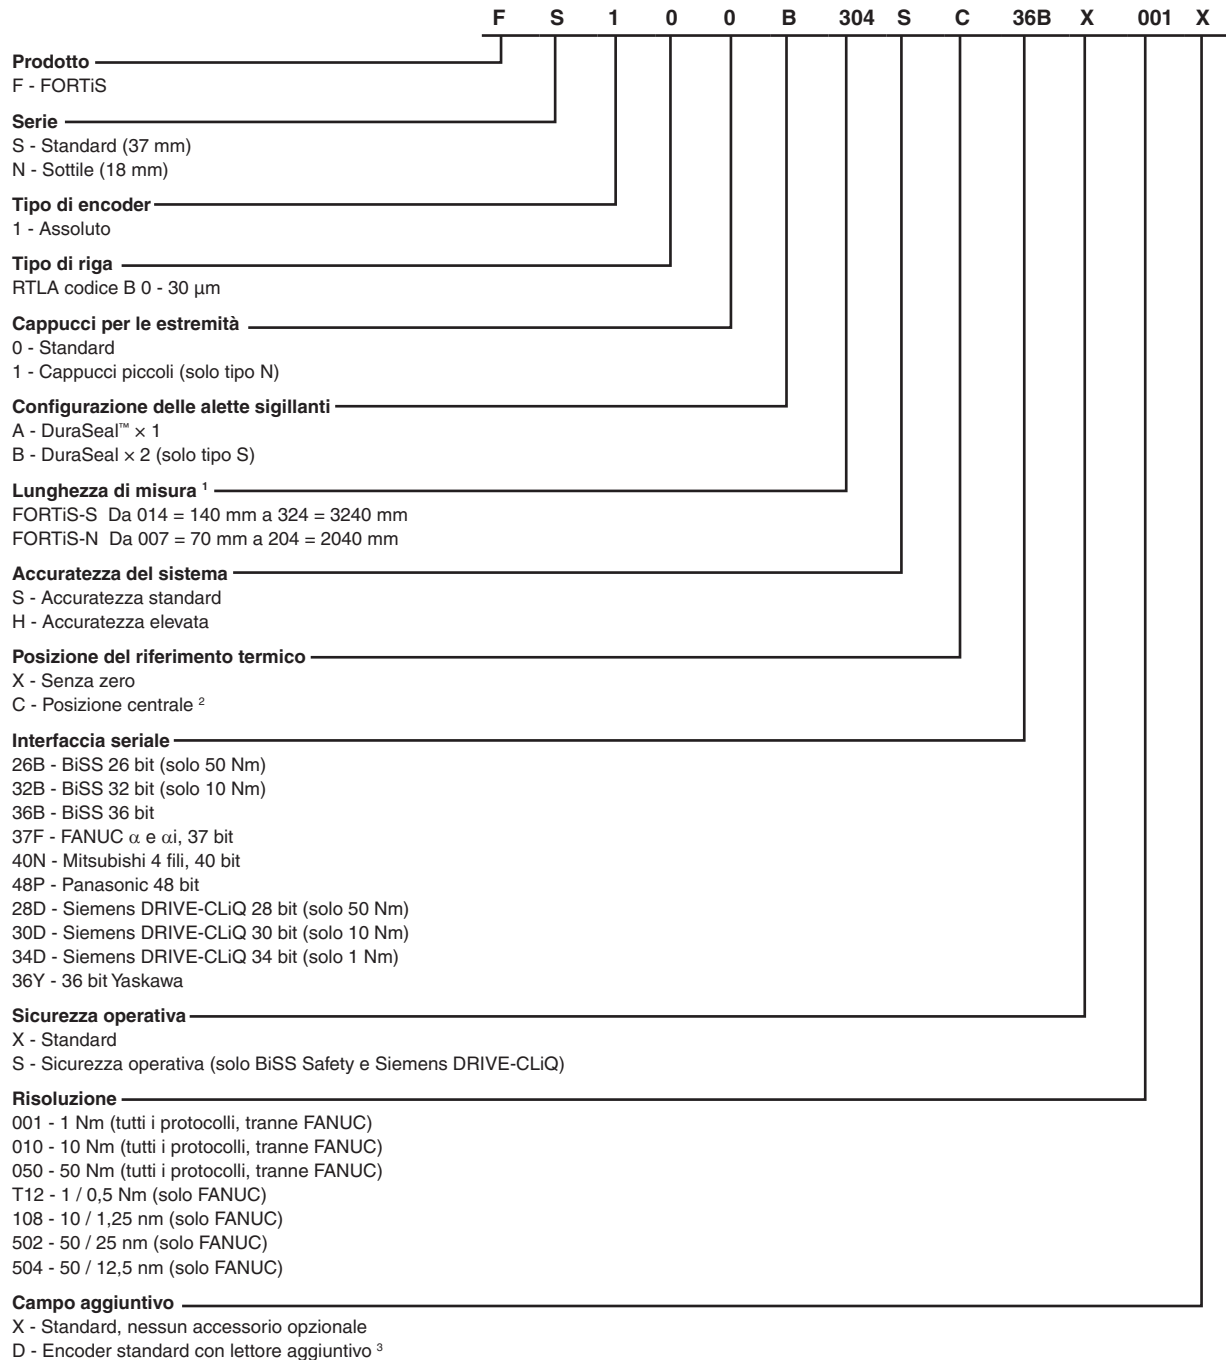 F S 1 0 0 B 304 S C 36B X 001 X
Prodotto
F - FORTiS
Serie
S - Standard (37 mm)
N - Sottile (18 mm)
Tipo di encoder
1 - Assoluto
Tipo di riga
RTLA codice B 0 - 30 µm
Cappucci per le estremità
0 - Standard
1 - Cappucci piccoli (solo tipo N)
Configurazione delle alette sigillanti
A - DuraSeal™ × 1
B - DuraSeal × 2 (solo tipo S)
Lunghezza di misura ¹
FORTiS-S Da 014 = 140 mm a 324 = 3240 mm
FORTiS-N Da 007 = 70 mm a 204 = 2040 mm
Accuratezza del sistema
S - Accuratezza standard
H - Accuratezza elevata
Posizione del riferimento termico
X - Senza zero
C - Posizione centrale ²
Interfaccia seriale
26B - BiSS 26 bit (solo 50 Nm)
32B - BiSS 32 bit (solo 10 Nm)
36B - BiSS 36 bit
37F - FANUC α e αi, 37 bit
40N - Mitsubishi 4 fili, 40 bit
48P - Panasonic 48 bit
28D - Siemens DRIVE-CLiQ 28 bit (solo 50 Nm)
30D - Siemens DRIVE-CLiQ 30 bit (solo 10 Nm)
34D - Siemens DRIVE-CLiQ 34 bit (solo 1 Nm)
36Y - 36 bit Yaskawa
Sicurezza operativa
X - Standard
S - Sicurezza operativa (solo BiSS Safety e Siemens DRIVE-CLiQ)
Risoluzione
001 - 1 Nm (tutti i protocolli, tranne FANUC)
010 - 10 Nm (tutti i protocolli, tranne FANUC)
050 - 50 Nm (tutti i protocolli, tranne FANUC)
T12 - 1 / 0,5 Nm (solo FANUC)
108 - 10 / 1,25 nm (solo FANUC)
502 - 50 / 25 nm (solo FANUC)
504 - 50 / 12,5 nm (solo FANUC)
Campo aggiuntivo
X - Standard, nessun accessorio opzionale
D - Encoder standard con lettore aggiuntivo ³